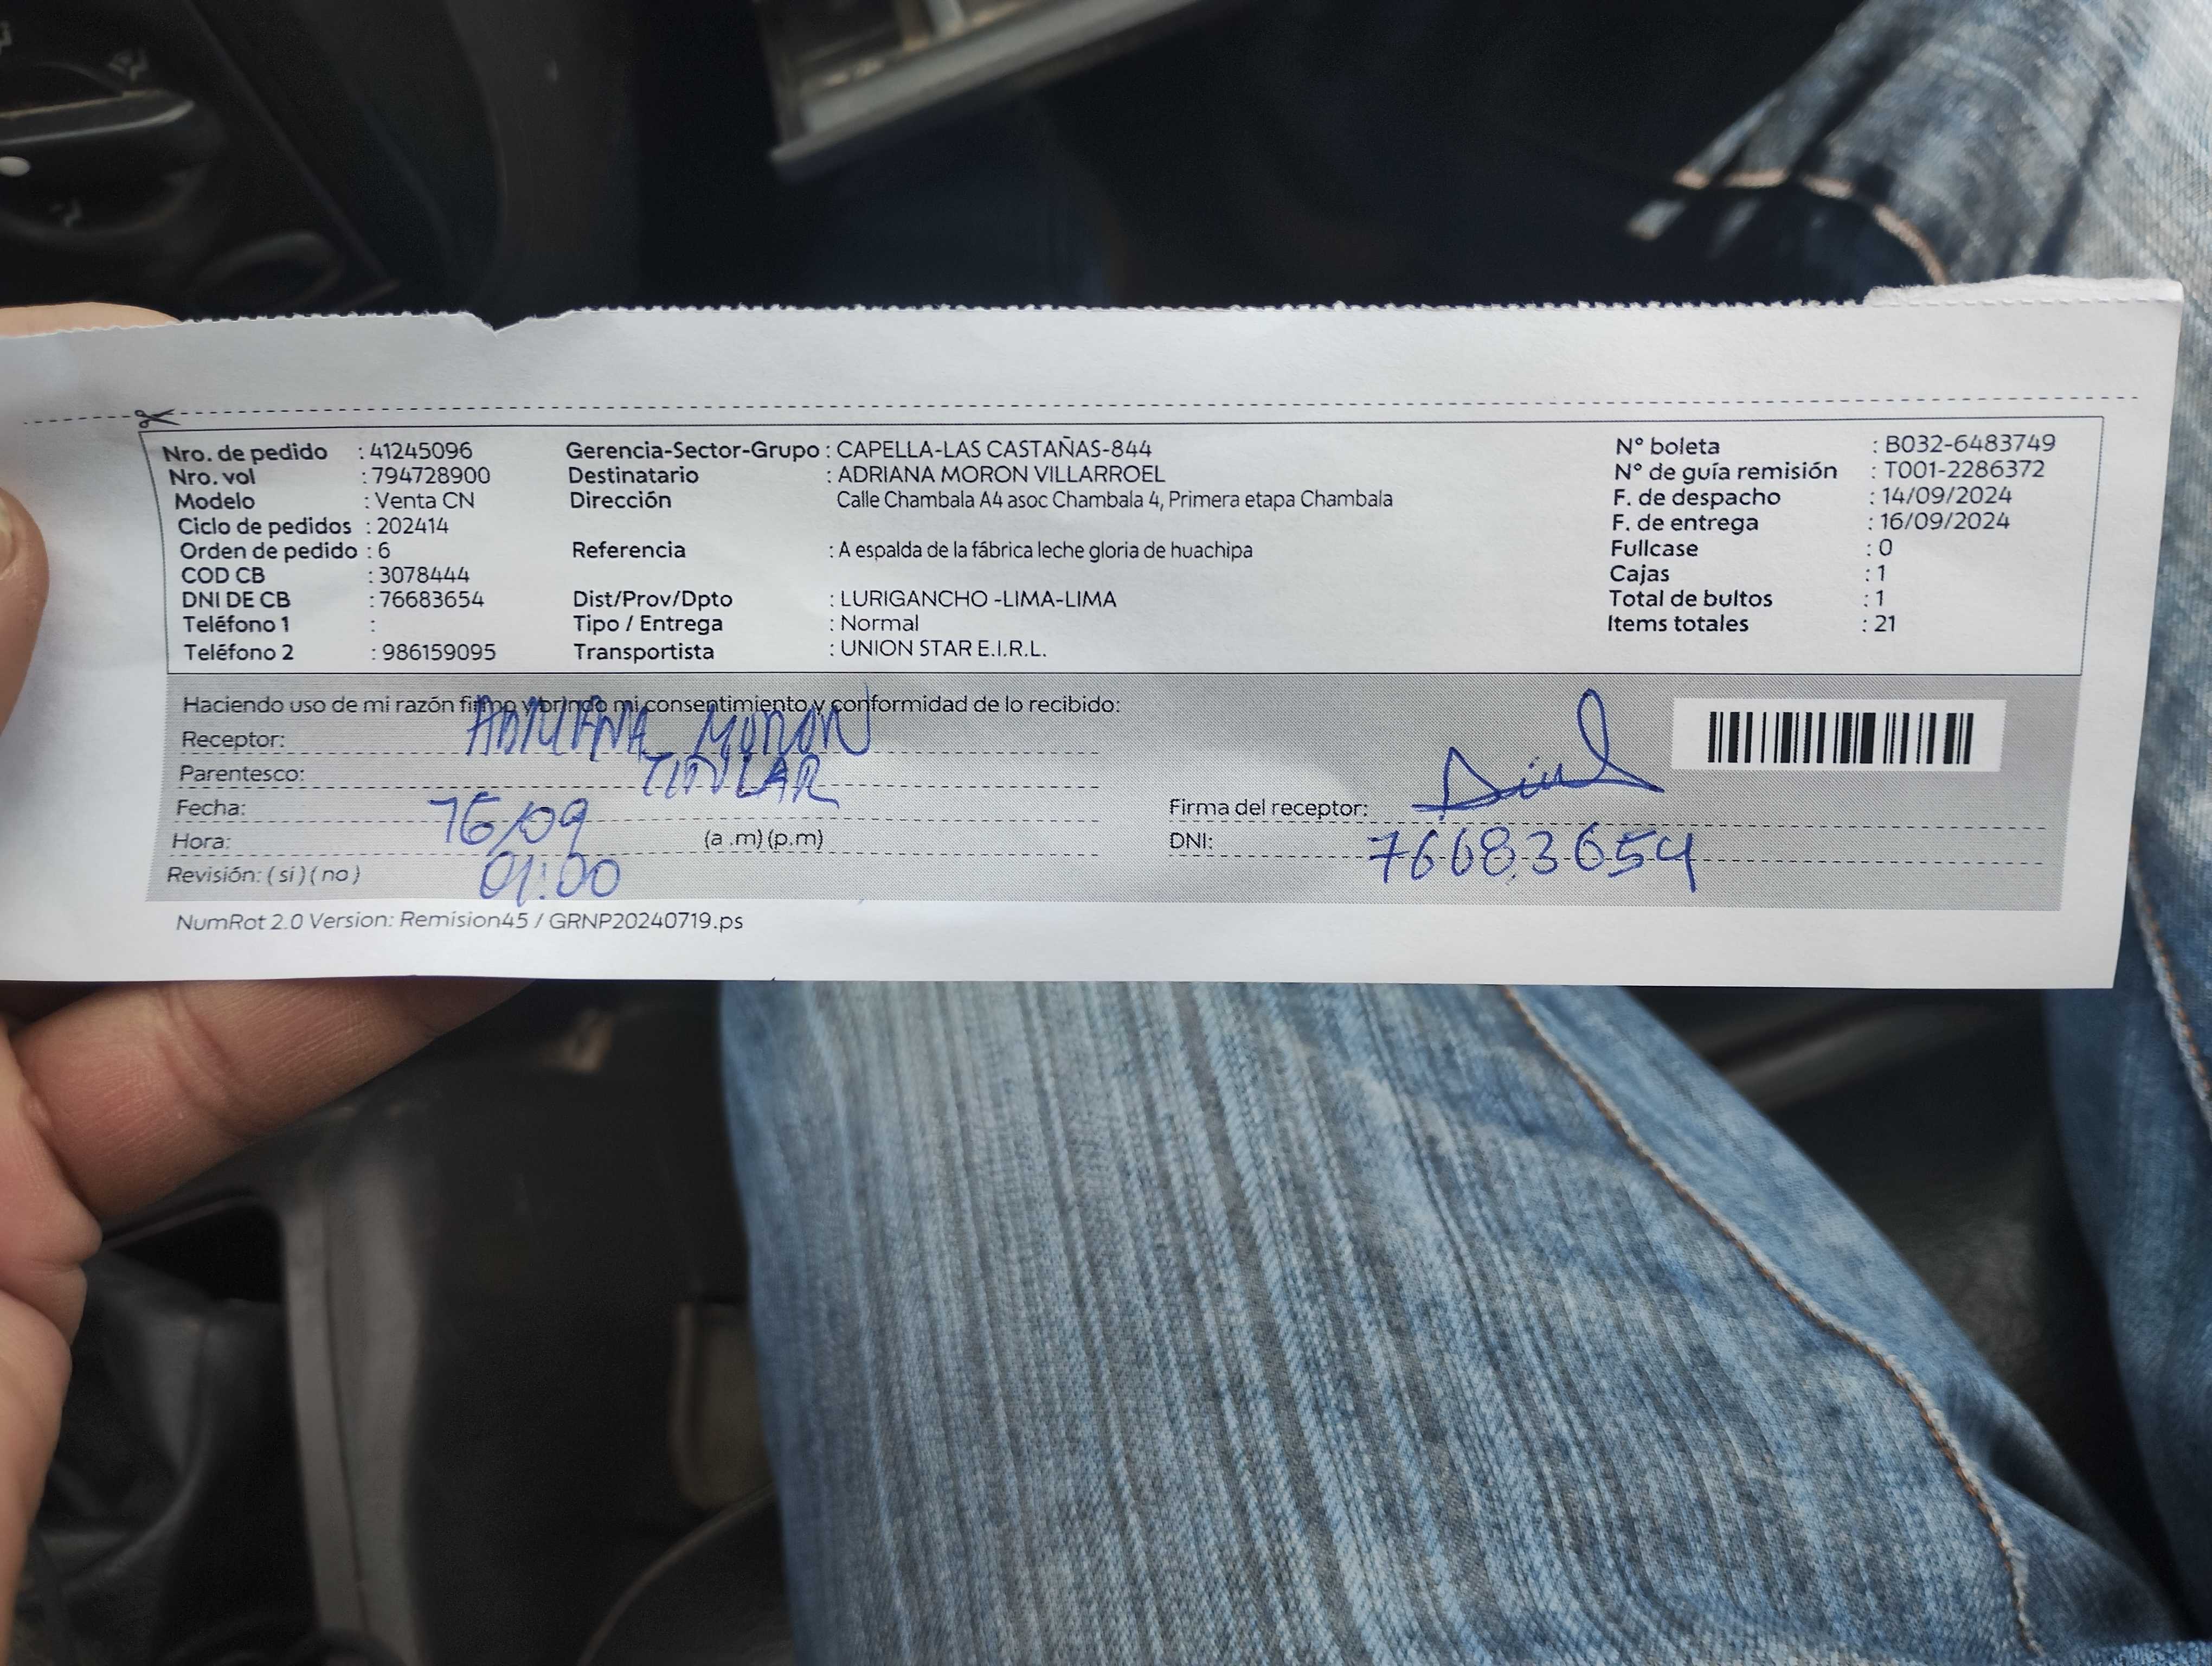 Nro. de pedido : 41245096 Gerencia-Sector-Grupo : CAPELLA-LAS CASTAÑAS-844 N° boleta : B032-6483749
Nro. vol : 794728900 Destinatario : ADRIANA MORON VILLARROEL N° de guía remisión : T001-2286372
Modelo : Venta CN Dirección Calle Chambala A4 asoc Chambala 4, Primera etapa Chambala F. de despacho : 14/09/2024
Ciclo de pedidos : 202414 F. de entrega : 16/09/2024
Orden de pedido : 6 Referencia : A espalda de la fábrica leche gloria de huachipa Fullcase : 0
COD CB : 3078444 Cajas : 1
DNI DE CB : 76683654 Dist/Prov/Dpto : LURIGANCHO -LIMA-LIMA Total de bultos : 1
Teléfono 1 : Tipo / Entrega : Normal Items totales : 21
Teléfono 2 : 986159095 Transportista : UNION STAR E.I.R.L.
Haciendo uso de mi razón firmo y brindo mi consentimiento y conformidad de lo recibido:
Receptor: ADRIANA MORON
Parentesco: TITULAR
Fecha: 16/09 Firma del receptor:
Hora: 01:00 (a .m) (p.m) DNI: 76683654
Revisión: ( si ) ( no )
NumRot 2.0 Version: Remision45 / GRNP20240719.ps